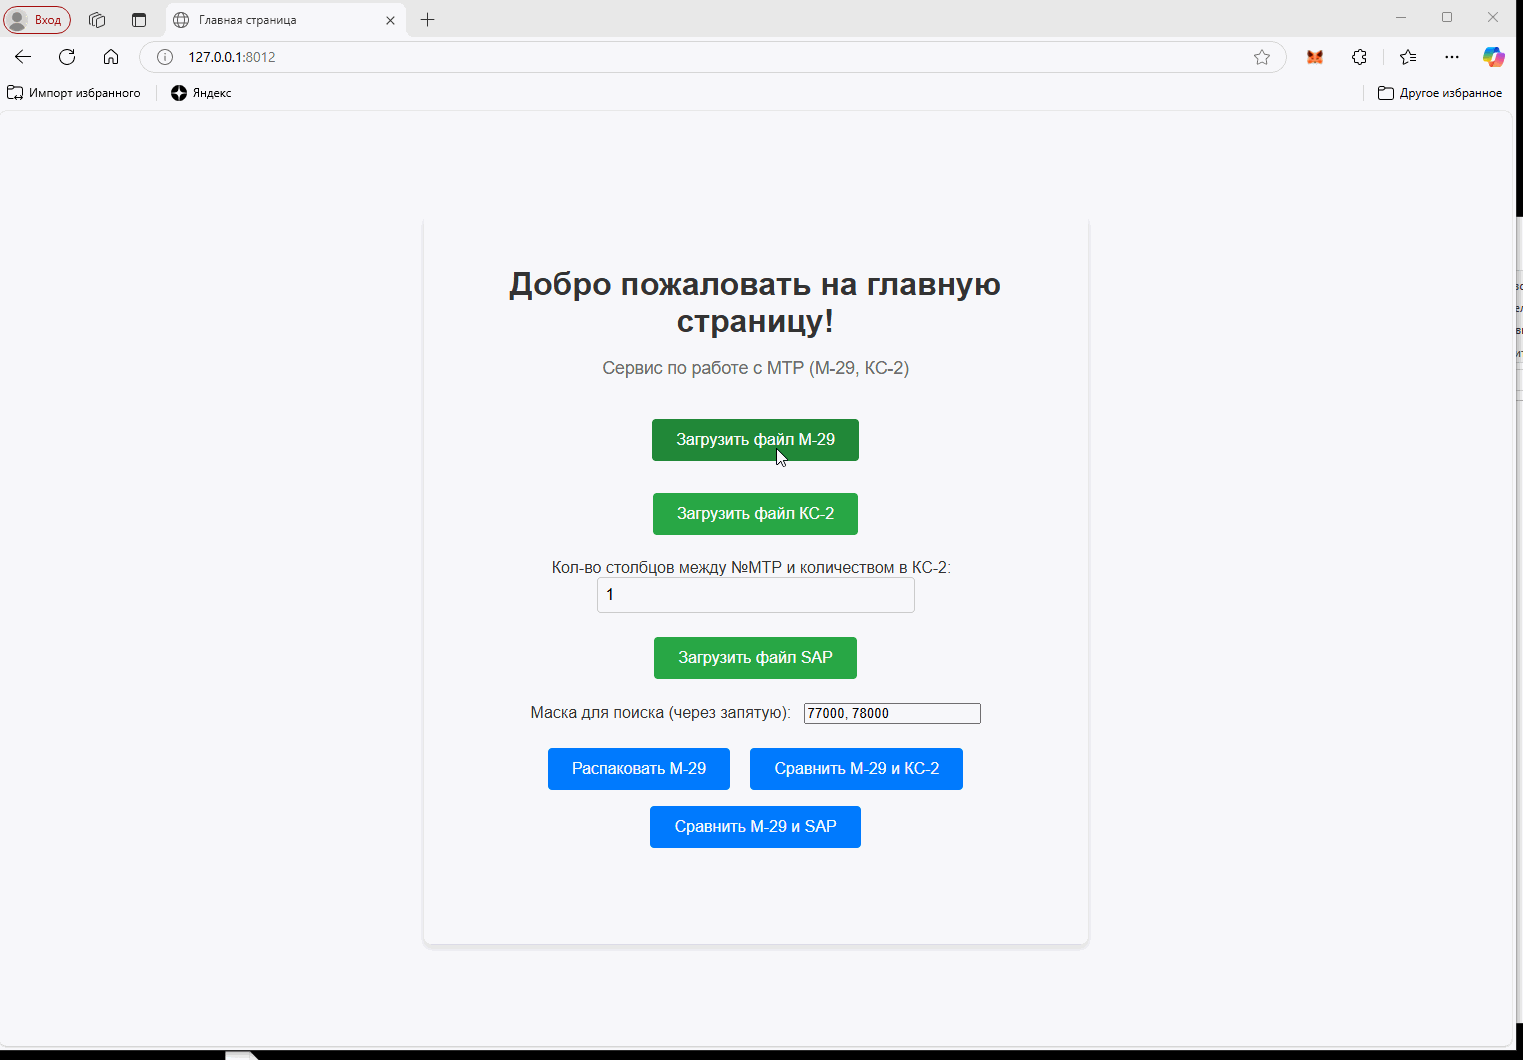 Вход
Главная страница
127.0.0.1:8012
Импорт избранного
Яндекс
Другое избранное
Добро пожаловать на главную
страницу!
Сервис по работе с МТР (М-29, КС-2)
Загрузить файл М-29
Загрузить файл КС-2
Кол-во столбцов между №МТР и количеством в КС-2:
1
Загрузить файл SAP
Маска для поиска (через запятую):
77000, 78000
Распаковать М-29
Сравнить М-29 и КС-2
Сравнить М-29 и SAP